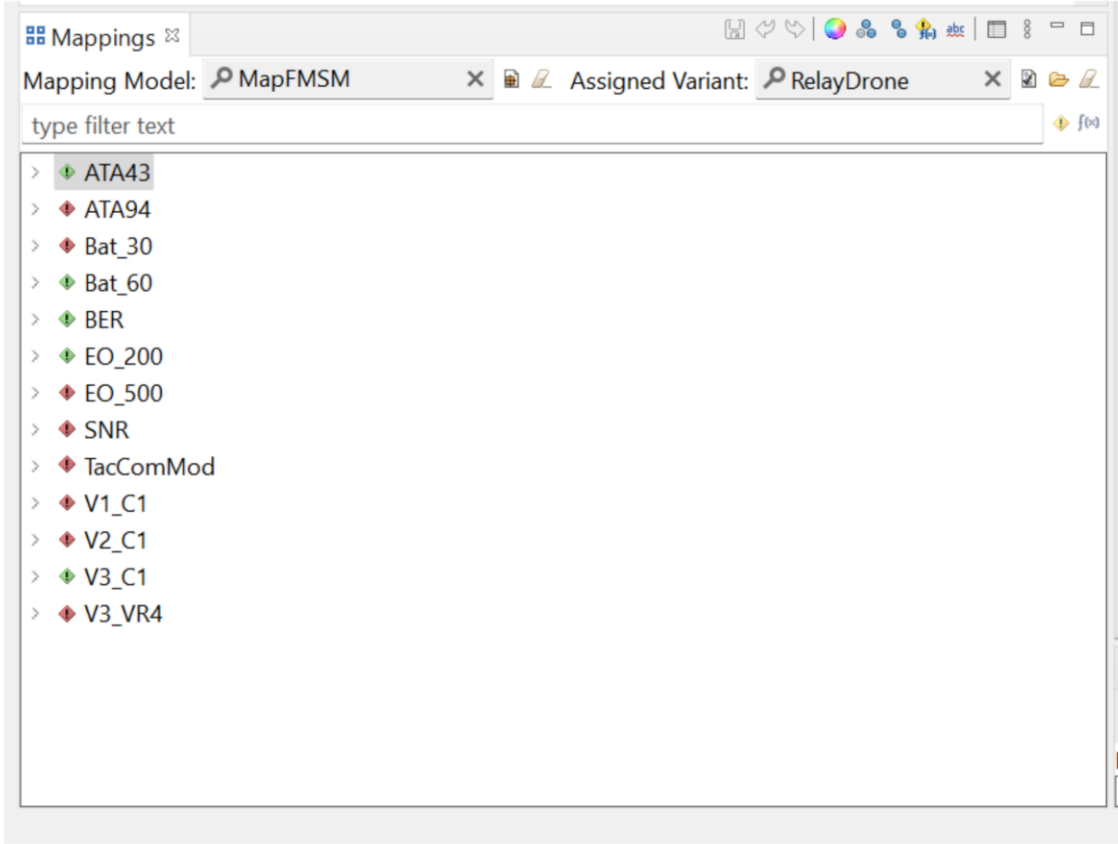 Mappings
abc
Mapping Model: MapFMSM Assigned Variant: RelayDrone
type filter text f(x)
ATA43
ATA94
Bat_30
Bat_60
BER
EO_200
EO_500
SNR
TacComMod
V1_C1
V2_C1
V3_C1
V3_VR4